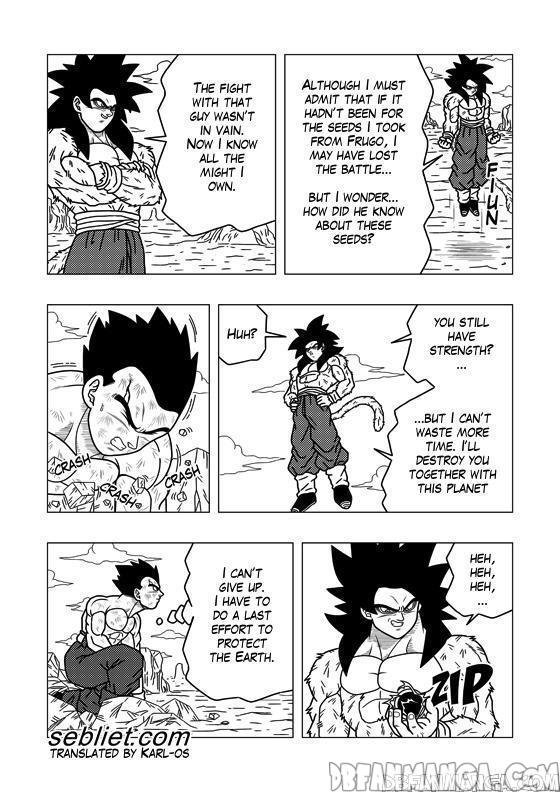 THE FIGHT
WITH THAT
GUY WASN'T
IN VAIN.
NOW I KNOW
ALL THE
MIGHT I
OWN.
ALTHOUGH I MUST
ADMIT THAT IF IT
HADN'T BEEN FOR
THE SEEDS I TOOK
FROM FRUGO, I
MAY HAVE LOST
THE BATTLE...
BUT I WONDER...
HOW DID HE KNOW
ABOUT THESE
SEEDS?
FIUN
CRASH
CRASH
CRASH
HUH?
YOU STILL
HAVE
STRENGTH?
...
...BUT I CAN'T
WASTE MORE
TIME. I'LL
DESTROY YOU
TOGETHER WITH
THIS PLANET
I CAN'T
GIVE UP.
I HAVE TO
DO A LAST
EFFORT TO
PROTECT
THE EARTH.
HEH,
HEH,
HEH,
...
ZIP
sebliet.com
TRANSLATED BY KARL-OS
DBFANMANGA.COM